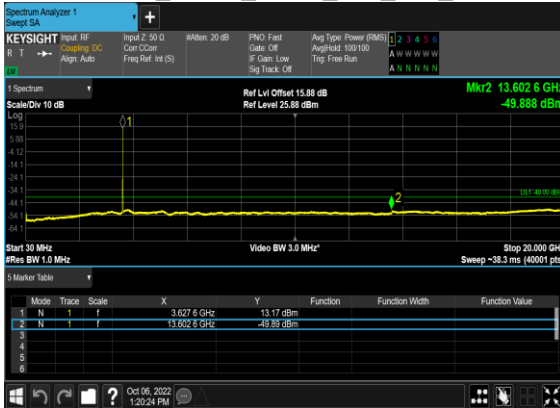 Spectrum Analyzer 1
Swept SA
KEYSIGHT
R T
Input: RF
Coupling: DC
Align: Auto
Input Z: 50 Ω
Corr CCorr
Freq Ref: Int (S)
#Atten: 20 dB
PNO: Fast
Gate: Off
IF Gain: Low
Sig Track: Off
Avg Type: Power (RMS)
Avg|Hold: 100/100
Trig: Free Run
1 2 3 4 5 6
A W W W W W
A N N N N N
1 Spectrum
Scale/Div 10 dB
Ref Lvl Offset 15.88 dB
Ref Level 25.88 dBm
Mkr2 13.602 6 GHz
-49.888 dBm
Log
15.9
5.88
-4.12
-14.1
-24.1
-34.1
-44.1
-54.1
-64.1
1
2
DL1 -40.00 dBm
Start 30 MHz
#Res BW 1.0 MHz
Video BW 3.0 MHz*
Stop 20.000 GHz
Sweep ~38.3 ms (40001 pts)
5 Marker Table
Mode Trace Scale X Y Function Function Width Function Value
1 N 1 f 3.627 6 GHz 13.17 dBm
2 N 1 f 13.602 6 GHz -49.89 dBm
3
4
5
6
Oct 06, 2022
1:20:24 PM